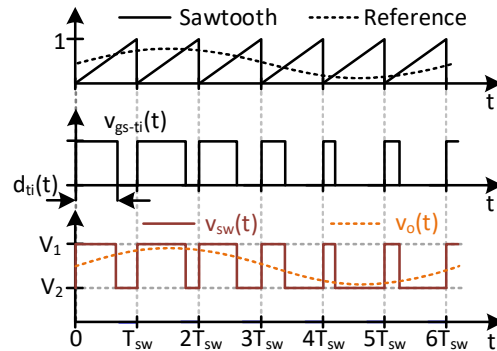 Sawtooth Reference
1
t
v_gs-ti(t)
d_ti(t)
t
v_sw(t) v_o(t)
V_1
V_2
0 T_sw 2T_sw 3T_sw 4T_sw 5T_sw 6T_sw t